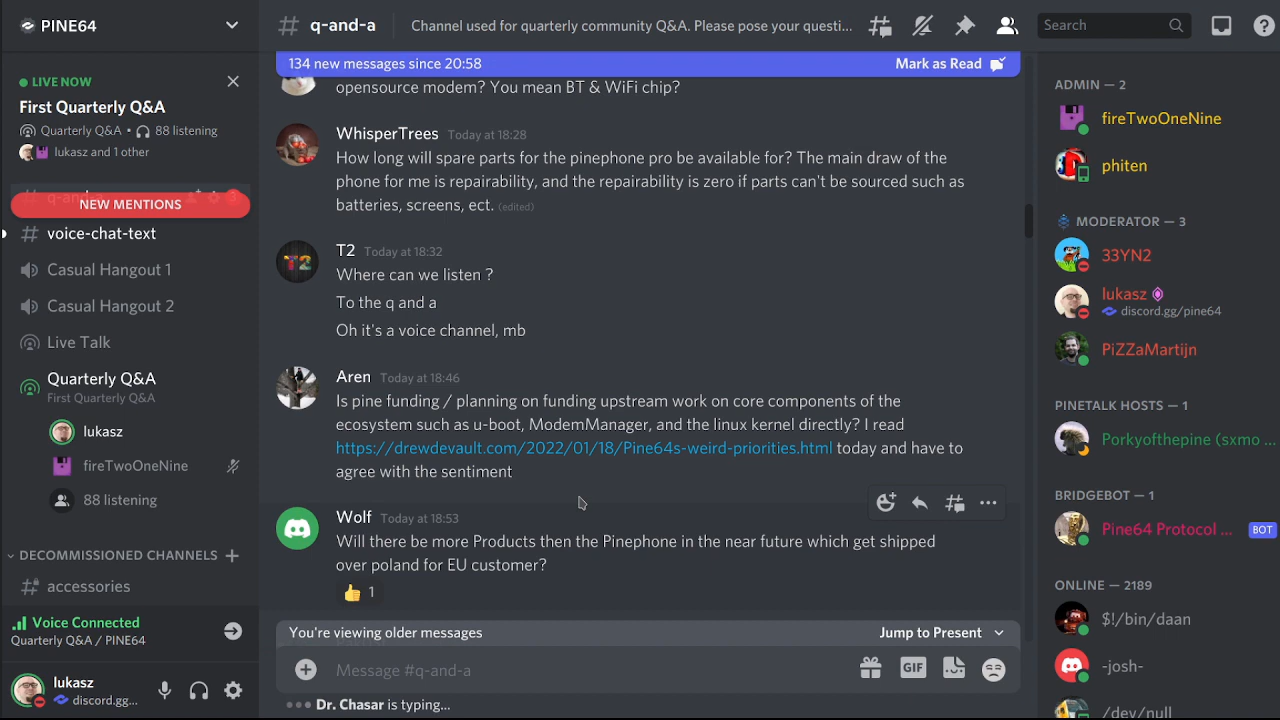 PINE64
LIVE NOW
First Quarterly Q&A
Quarterly Q&A • 88 listening
lukasz and 1 other
NEW MENTIONS
voice-chat-text
Casual Hangout 1
Casual Hangout 2
Live Talk
Quarterly Q&A
First Quarterly Q&A
lukasz
fireTwoOneNine
88 listening
DECOMMISSIONED CHANNELS
accessories
Voice Connected
Quarterly Q&A / PINE64
lukasz
discord.gg...
q-and-a
Channel used for quarterly community Q&A. Please pose your questi...
Search
134 new messages since 20:58
Mark as Read
opensource modem? You mean BT & WiFi chip?
WhisperTrees Today at 18:28
How long will spare parts for the pinephone pro be available for? The main draw of the
phone for me is repairability, and the repairability is zero if parts can't be sourced such as
batteries, screens, ect. (edited)
T2 Today at 18:32
Where can we listen ?
To the q and a
Oh it's a voice channel, mb
Aren Today at 18:46
Is pine funding / planning on funding upstream work on core components of the
ecosystem such as u-boot, ModemManager, and the linux kernel directly? I read
https://drewdevault.com/2022/01/18/Pine64s-weird-priorities.html today and have to
agree with the sentiment
Wolf Today at 18:53
Will there be more Products then the Pinephone in the near future which get shipped
over poland for EU customer?
1
You're viewing older messages
Jump to Present
Message #q-and-a
GIF
Dr. Chasar is typing...
ADMIN — 2
fireTwoOneNine
phiten
MODERATOR — 3
33YN2
lukasz
discord.gg/pine64
PiZZaMartijn
PINETALK HOSTS — 1
Porkyofthepine (sxmo ...
BRIDGEBOT — 1
Pine64 Protocol ... BOT
ONLINE — 2189
$!/bin/daan
-josh-
/dev/null